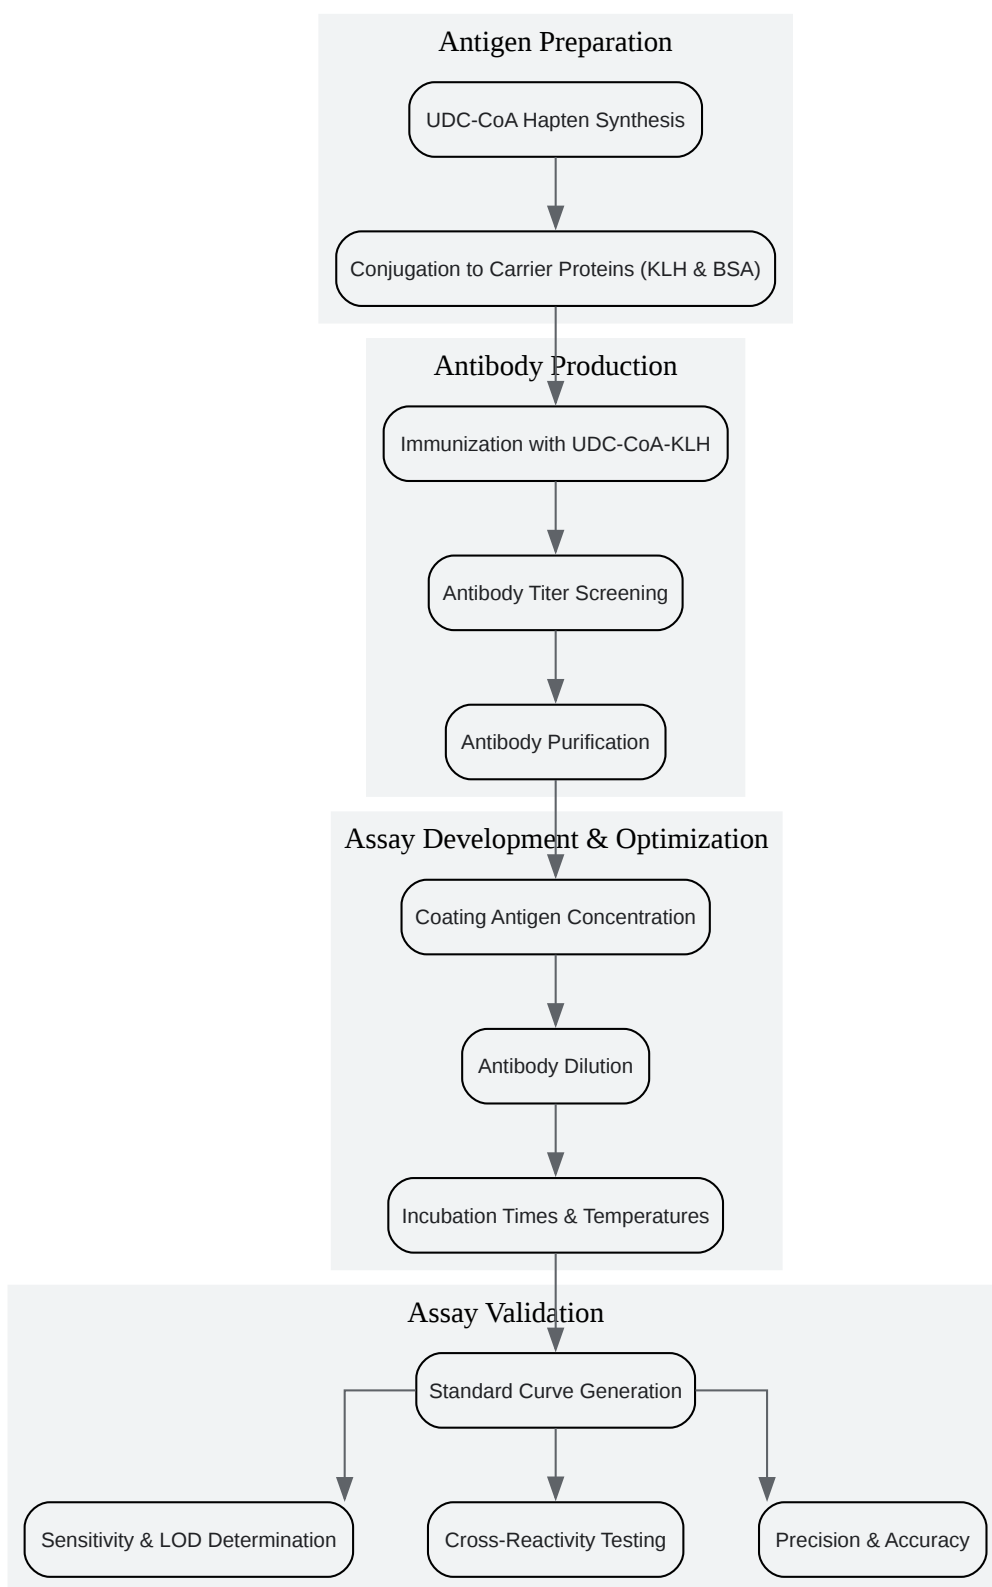 Antigen Preparation
UDC-CoA Hapten Synthesis
Conjugation to Carrier Proteins (KLH & BSA)
Antibody Production
Immunization with UDC-CoA-KLH
Antibody Titer Screening
Antibody Purification
Assay Development & Optimization
Coating Antigen Concentration
Antibody Dilution
Incubation Times & Temperatures
Assay Validation
Standard Curve Generation
Sensitivity & LOD Determination
Cross-Reactivity Testing
Precision & Accuracy